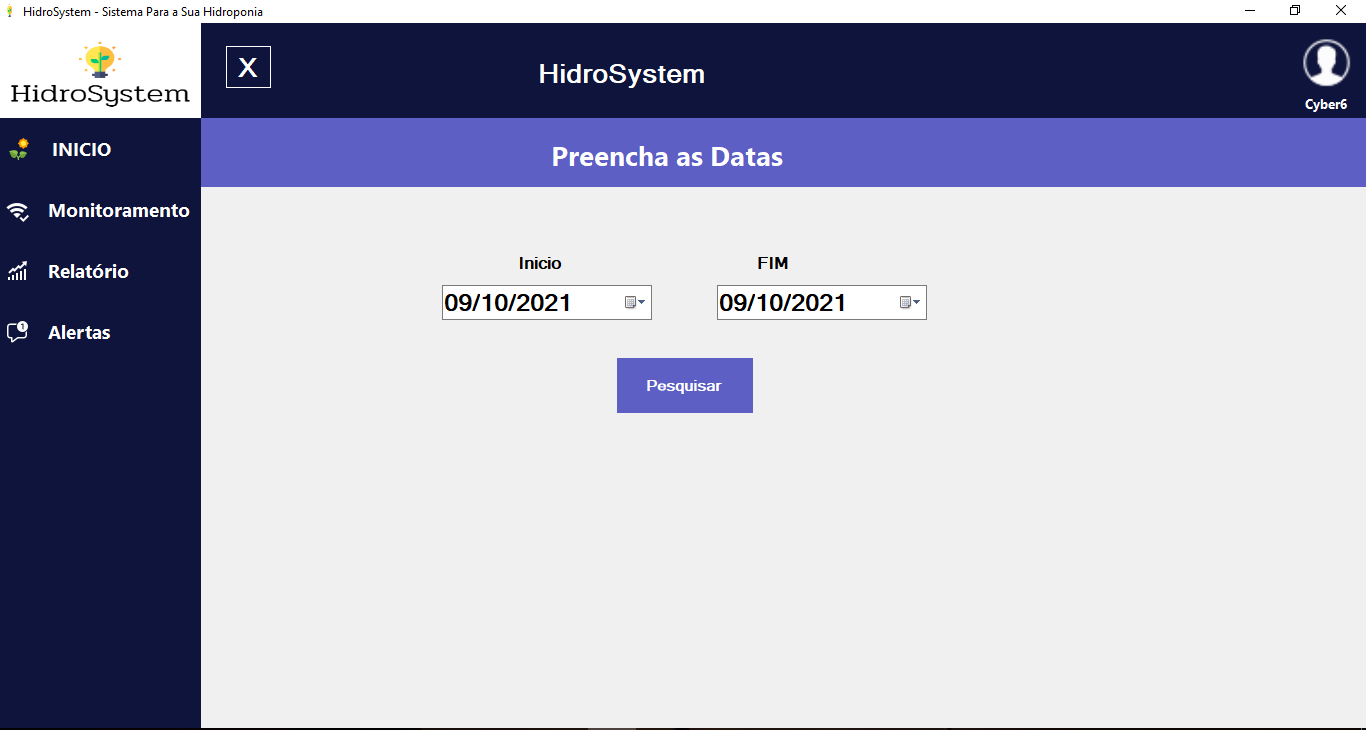 HidroSystem - Sistema Para a Sua Hidroponia
HidroSystem
X
HidroSystem
Cyber6
INICIO
Monitoramento
Relatório
1
Alertas
Preencha as Datas
Inicio
FIM
09/10/2021
09/10/2021
Pesquisar